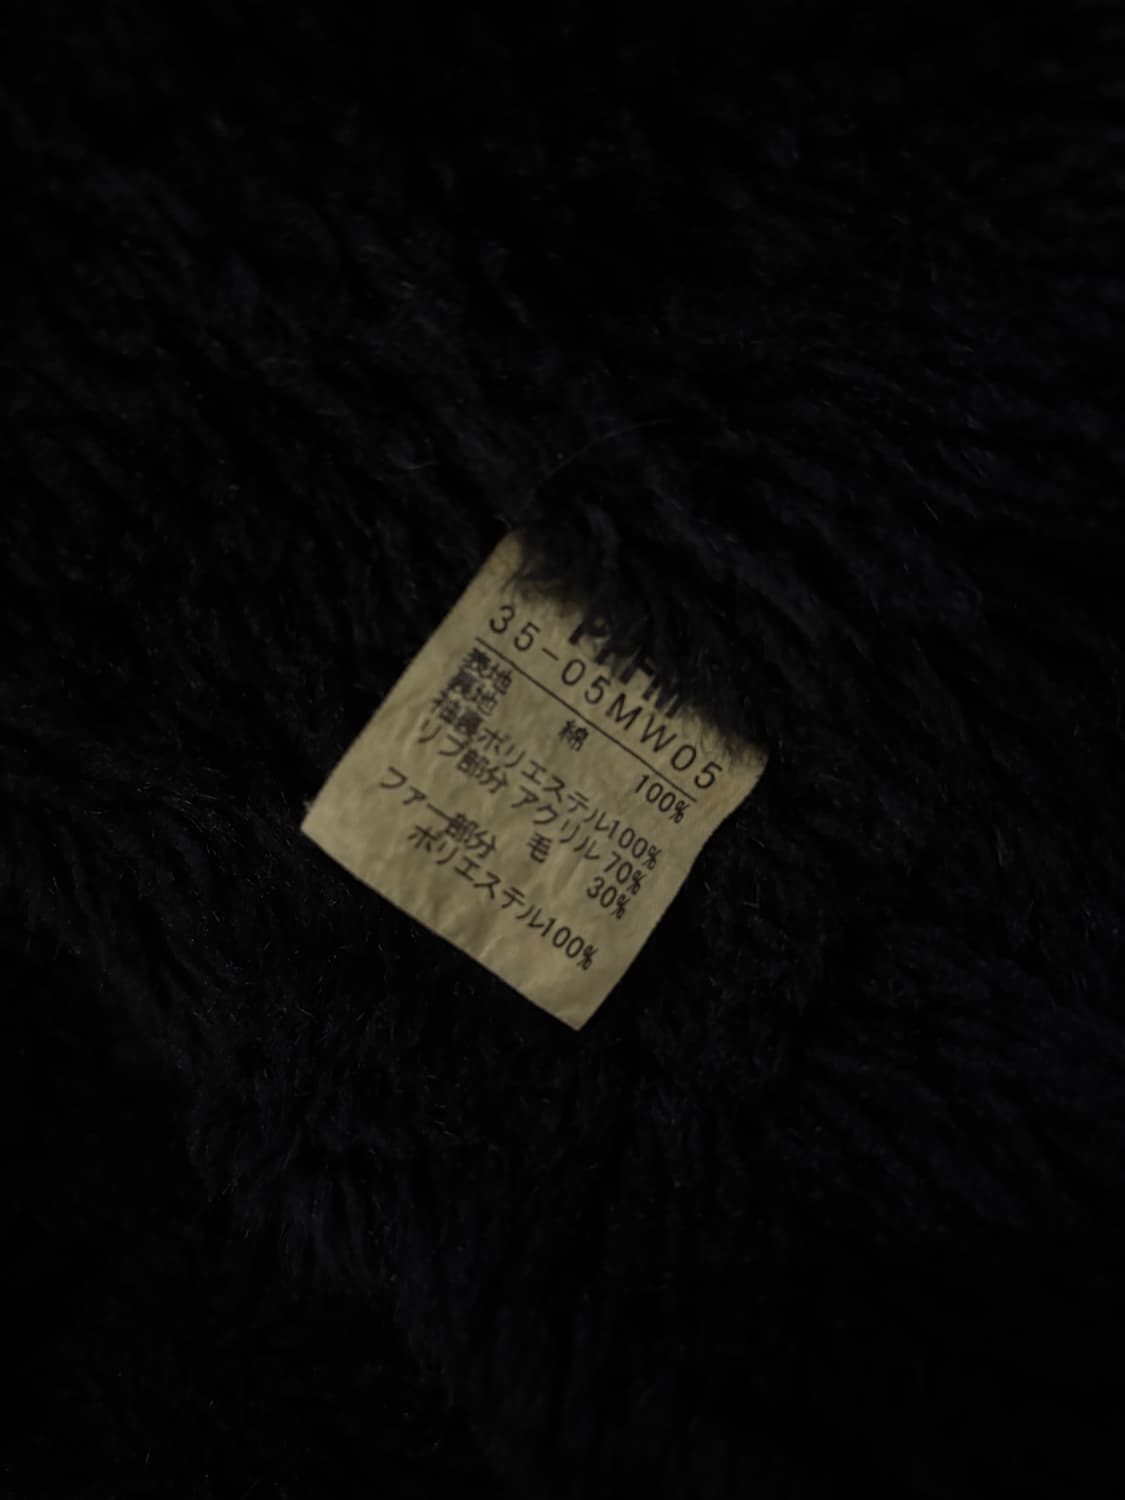 PPFM
35-05MW05
表地 綿 100%
裏地
袖裏ポリエステル100%
リブ部分 アクリル 70%
毛 30%
ファー部分
ポリエステル100%